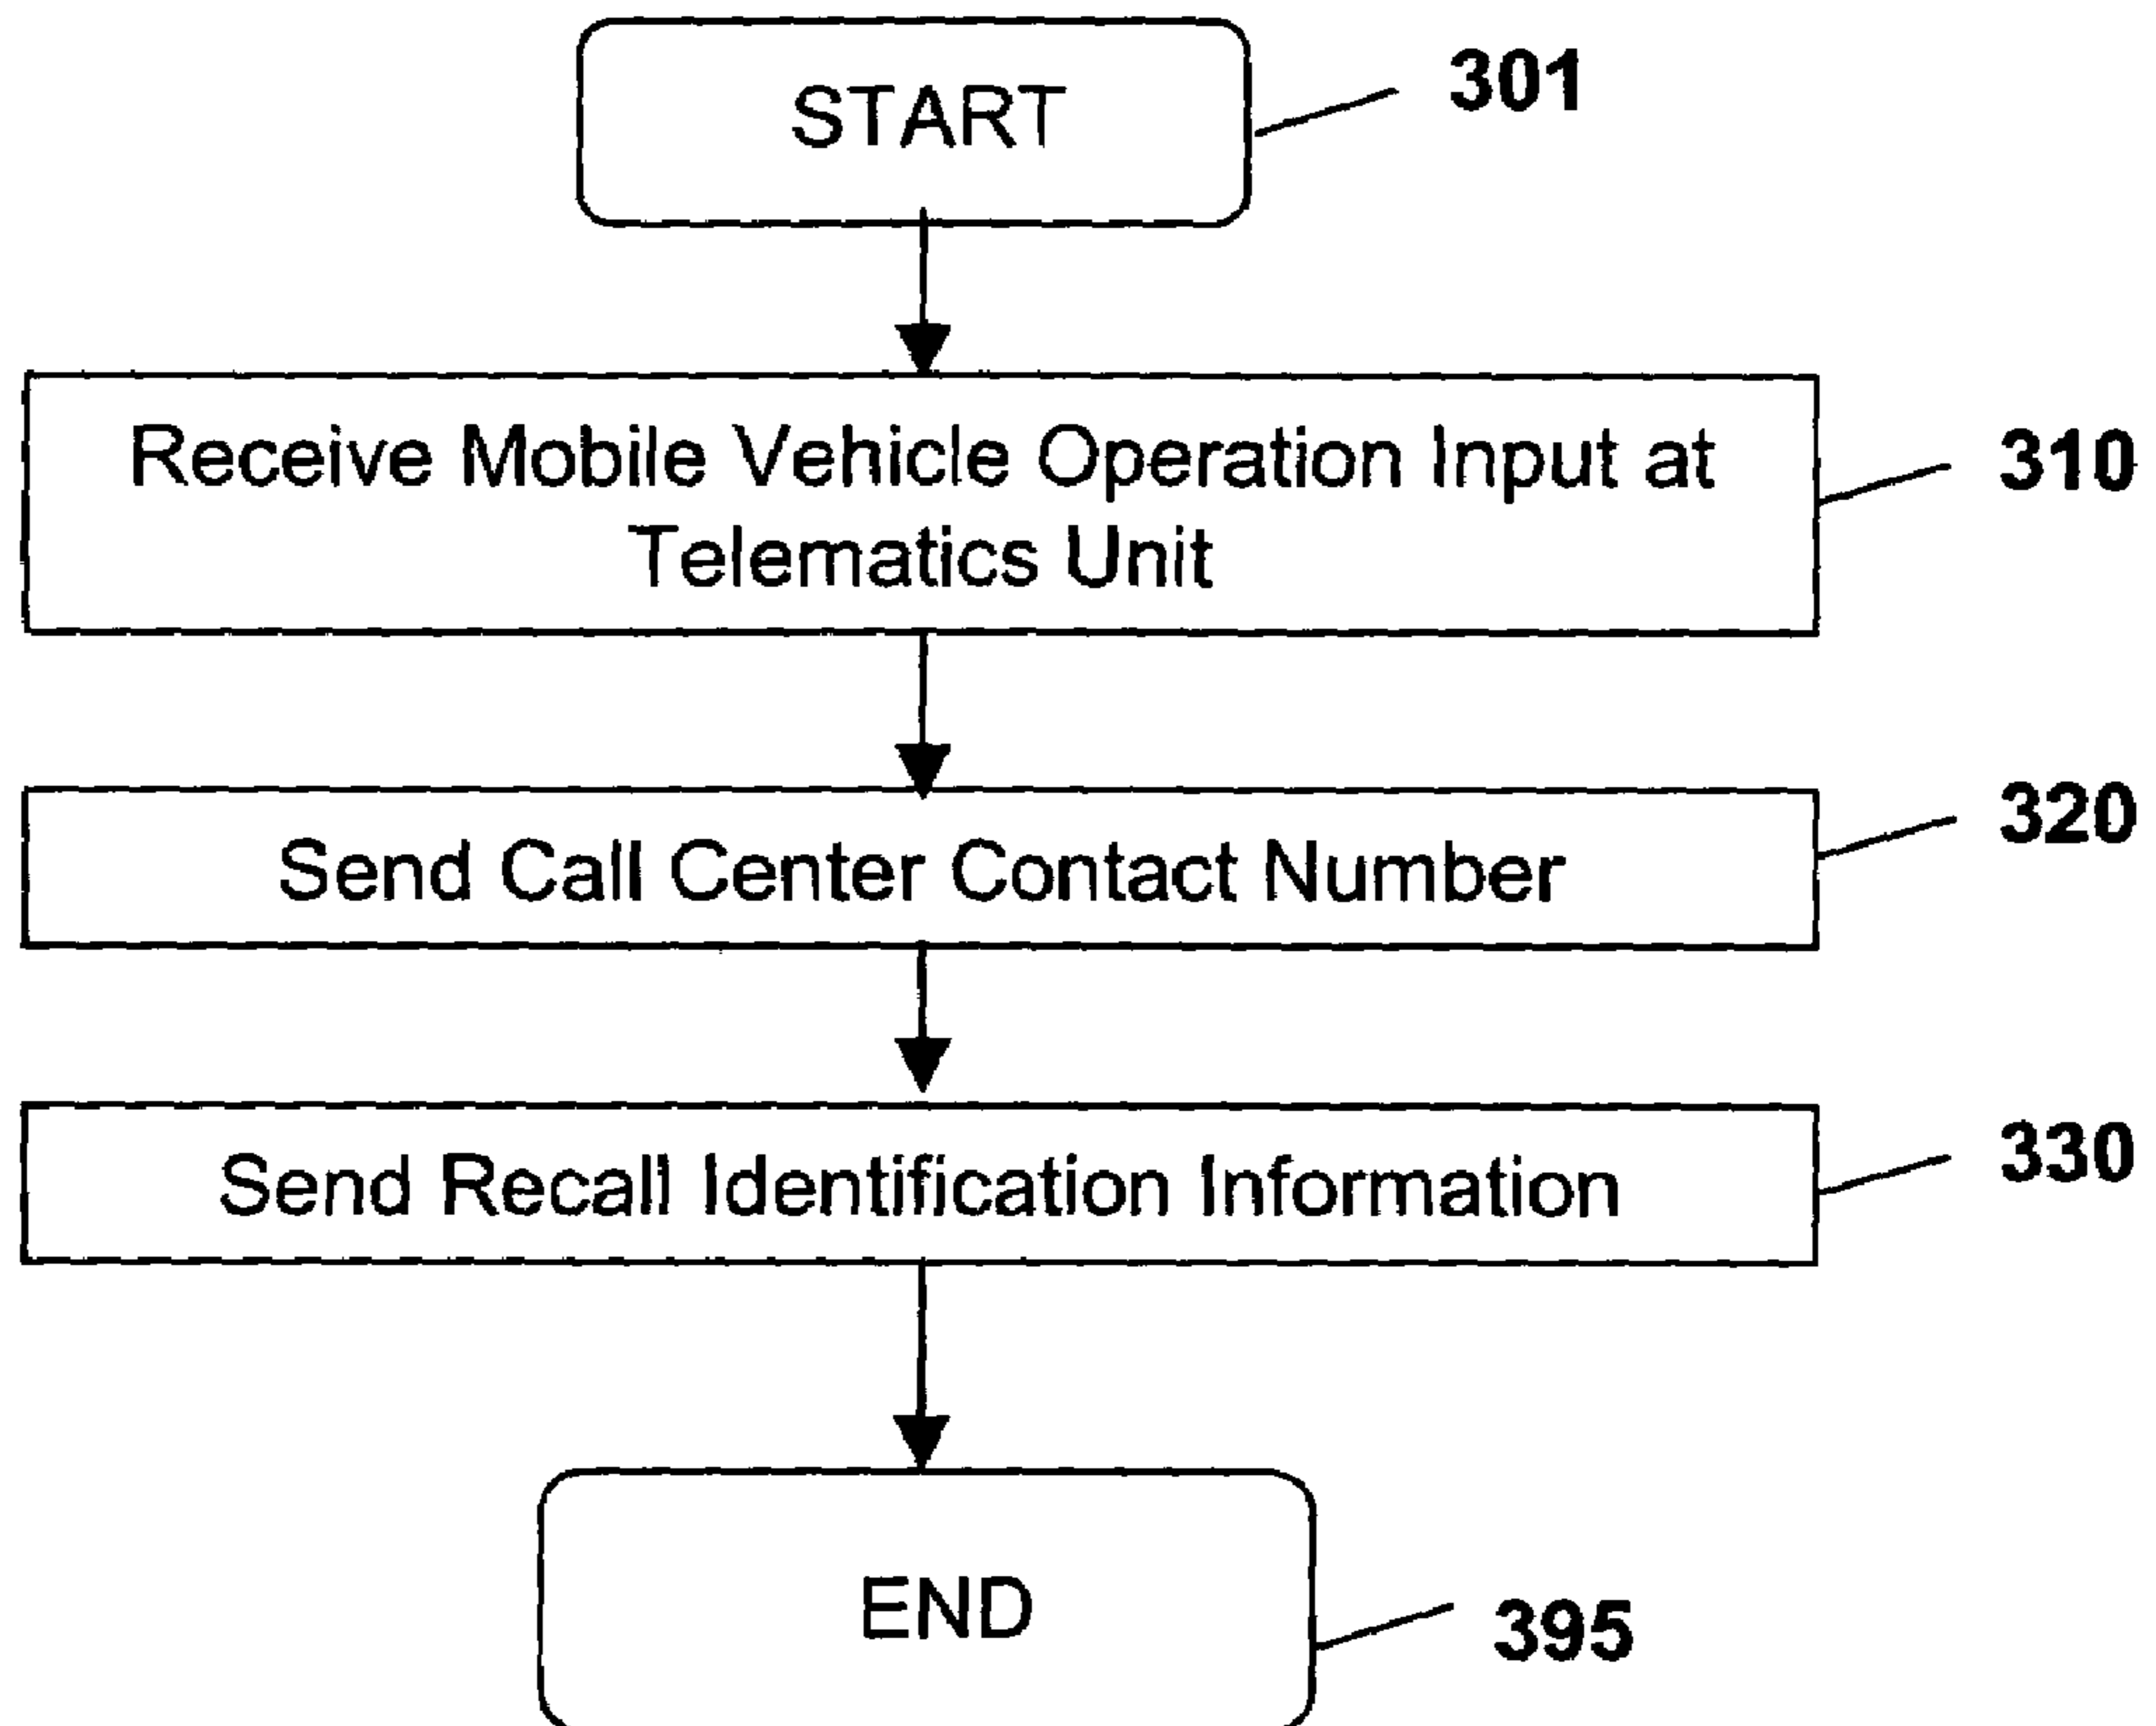 START
301
Receive Mobile Vehicle Operation Input at
Telematics Unit
310
Send Call Center Contact Number
320
Send Recall Identification Information
330
END
395